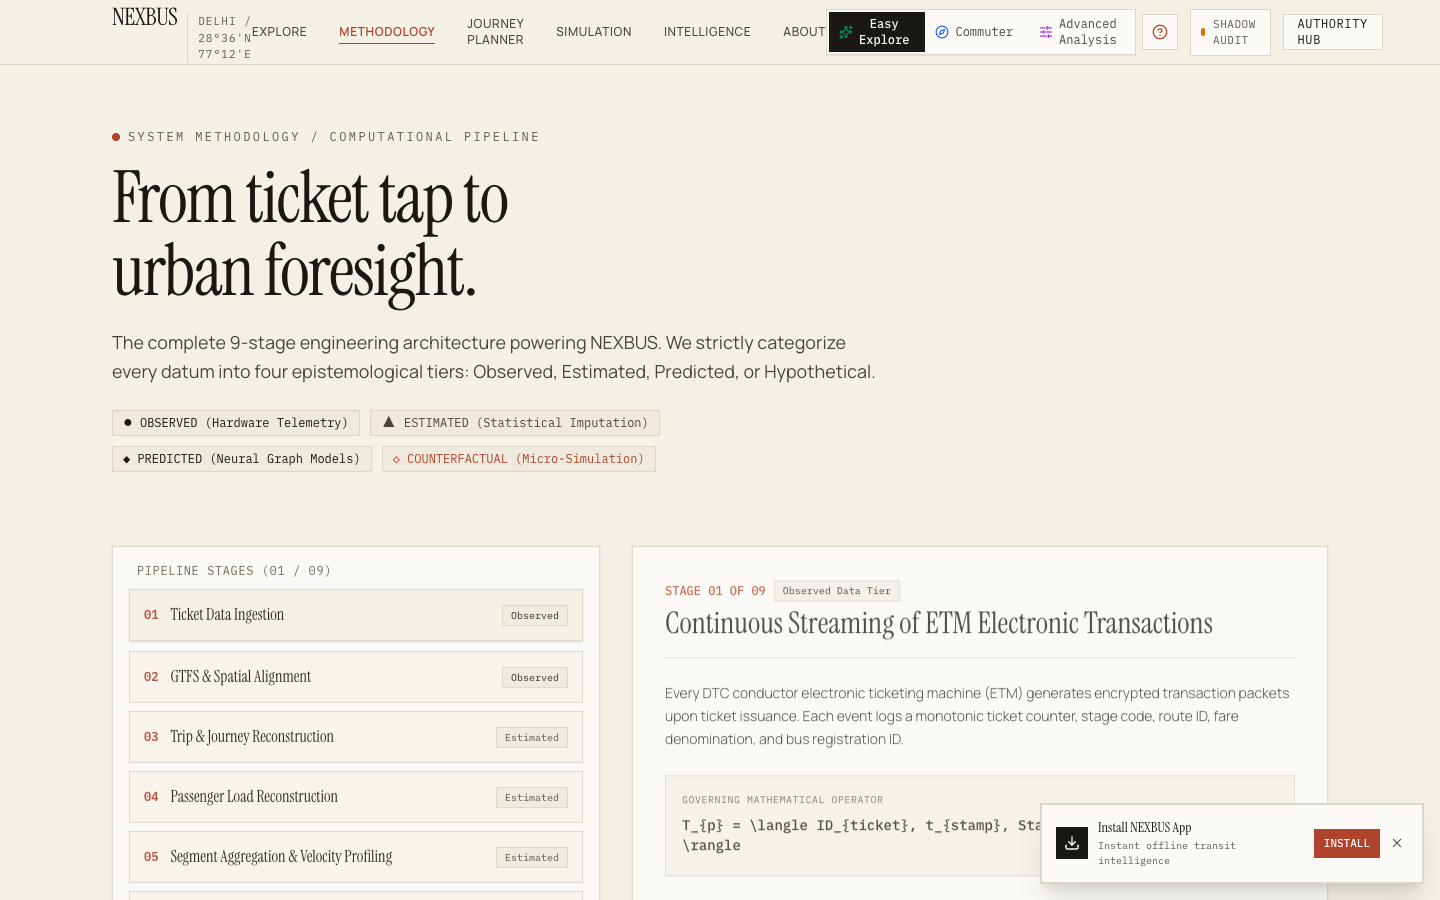 NEXBUS
DELHI /
28°36'N
77°12'E
EXPLORE
METHODOLOGY
JOURNEY
PLANNER
SIMULATION
INTELLIGENCE
ABOUT
Easy
Explore
Commuter
Advanced
Analysis
SHADOW
AUDIT
AUTHORITY
HUB
SYSTEM METHODOLOGY / COMPUTATIONAL PIPELINE
From ticket tap to
urban foresight.
The complete 9-stage engineering architecture powering NEXBUS. We strictly categorize
every datum into four epistemological tiers: Observed, Estimated, Predicted, or Hypothetical.
● OBSERVED (Hardware Telemetry)
▲ ESTIMATED (Statistical Imputation)
◆ PREDICTED (Neural Graph Models)
◇ COUNTERFACTUAL (Micro-Simulation)
PIPELINE STAGES (01 / 09)
01 Ticket Data Ingestion Observed
02 GTFS & Spatial Alignment Observed
03 Trip & Journey Reconstruction Estimated
04 Passenger Load Reconstruction Estimated
05 Segment Aggregation & Velocity Profiling Estimated
STAGE 01 OF 09 Observed Data Tier
Continuous Streaming of ETM Electronic Transactions
Every DTC conductor electronic ticketing machine (ETM) generates encrypted transaction packets
upon ticket issuance. Each event logs a monotonic ticket counter, stage code, route ID, fare
denomination, and bus registration ID.
GOVERNING MATHEMATICAL OPERATOR
T_{p} = \langle ID_{ticket}, t_{stamp}, Sta
\rangle
Install NEXBUS App
Instant offline transit
intelligence
INSTALL